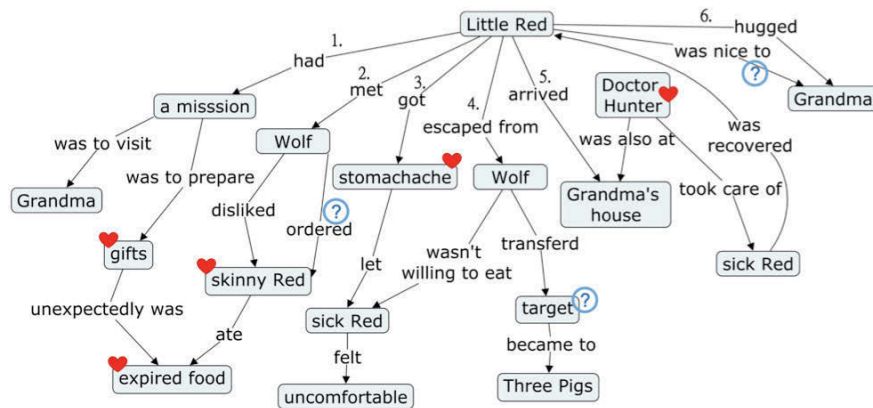 Little Red
1.
had
2.
met
3.
got
4.
escaped from
5.
arrived
6.
hugged
was nice to
?
Grandma
a misssion
was to visit
Grandma
was to prepare
gifts
unexpectedly was
expired food
Wolf
disliked
ordered
?
skinny Red
ate
stomachache
let
sick Red
felt
uncomfortable
Wolf
wasn't
willing to eat
transferd
target
?
became to
Three Pigs
Doctor
Hunter
was also at
Grandma's
house
took care of
sick Red
was
recovered